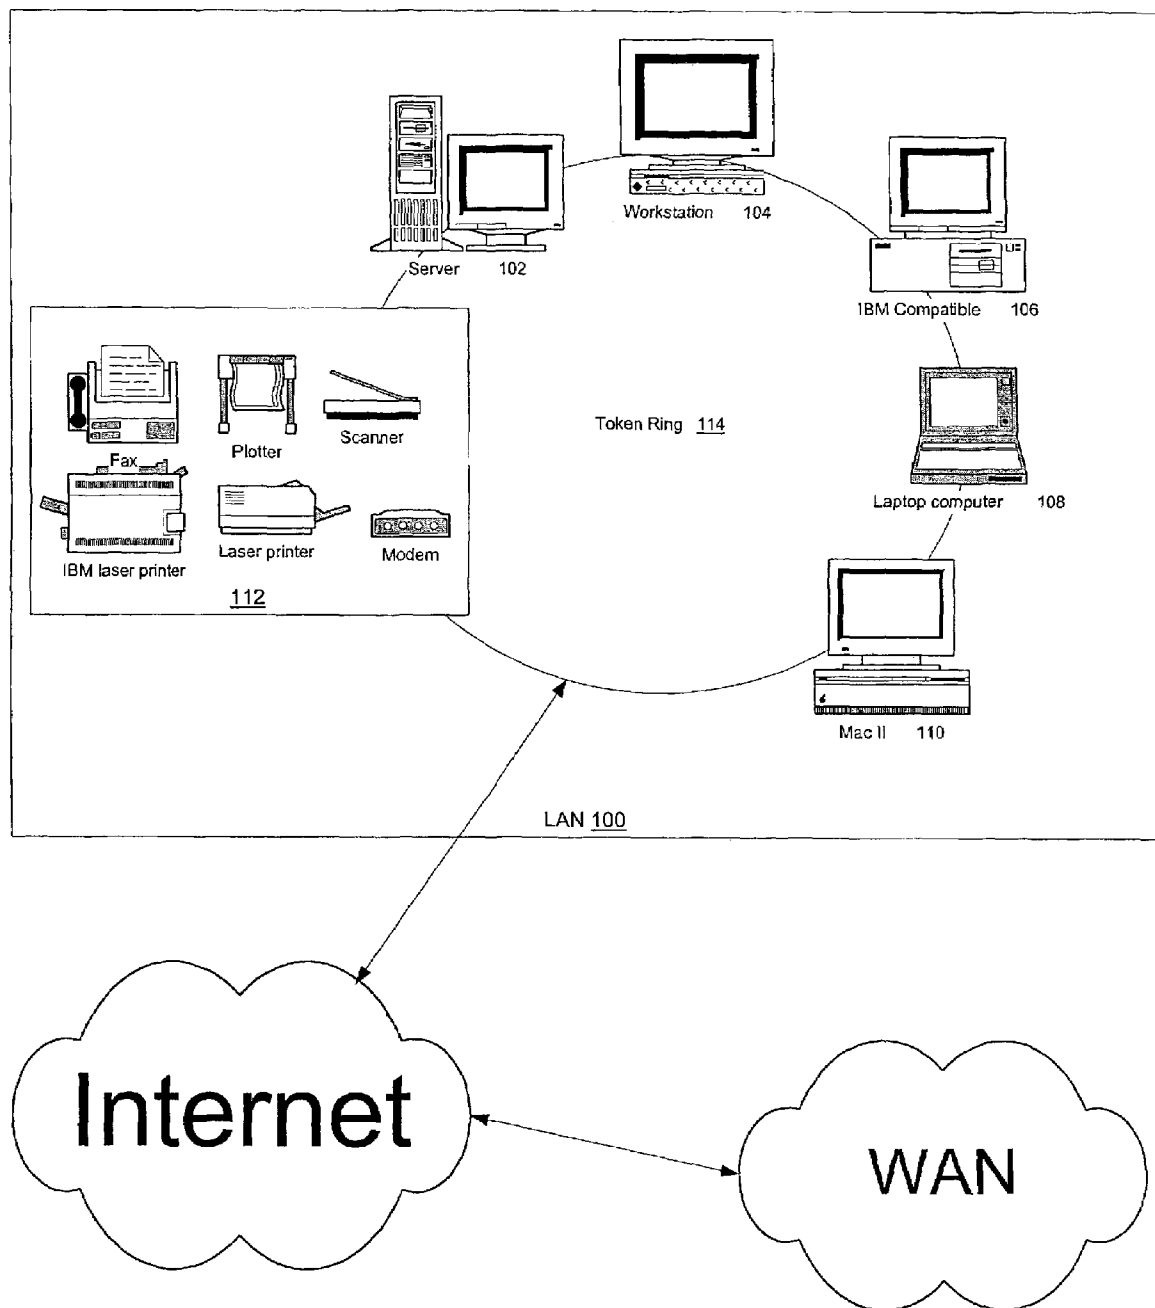 Workstation 104
Server 102
IBM Compatible 106
Fax
Plotter
Scanner
Token Ring 114
IBM laser printer
Laser printer
Modem
112
Laptop computer 108
Mac II 110
LAN 100
Internet
WAN